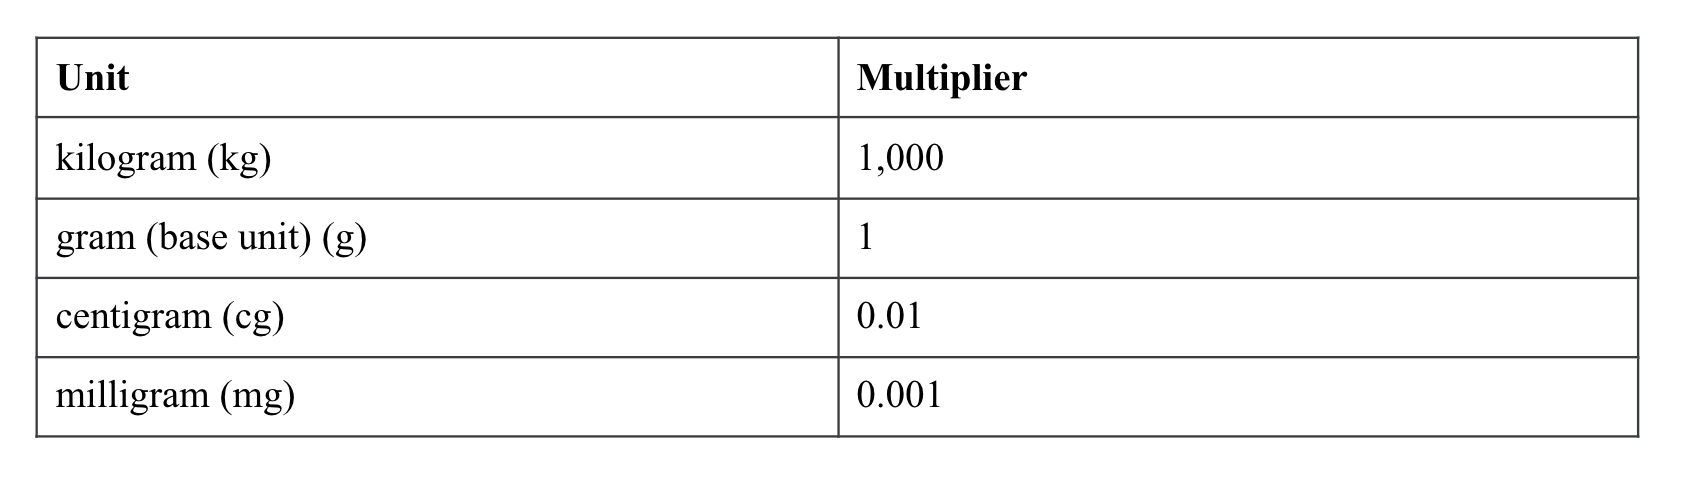 Unit Multiplier
kilogram (kg) 1,000
gram (base unit) (g) 1
centigram (cg) 0.01
milligram (mg) 0.001